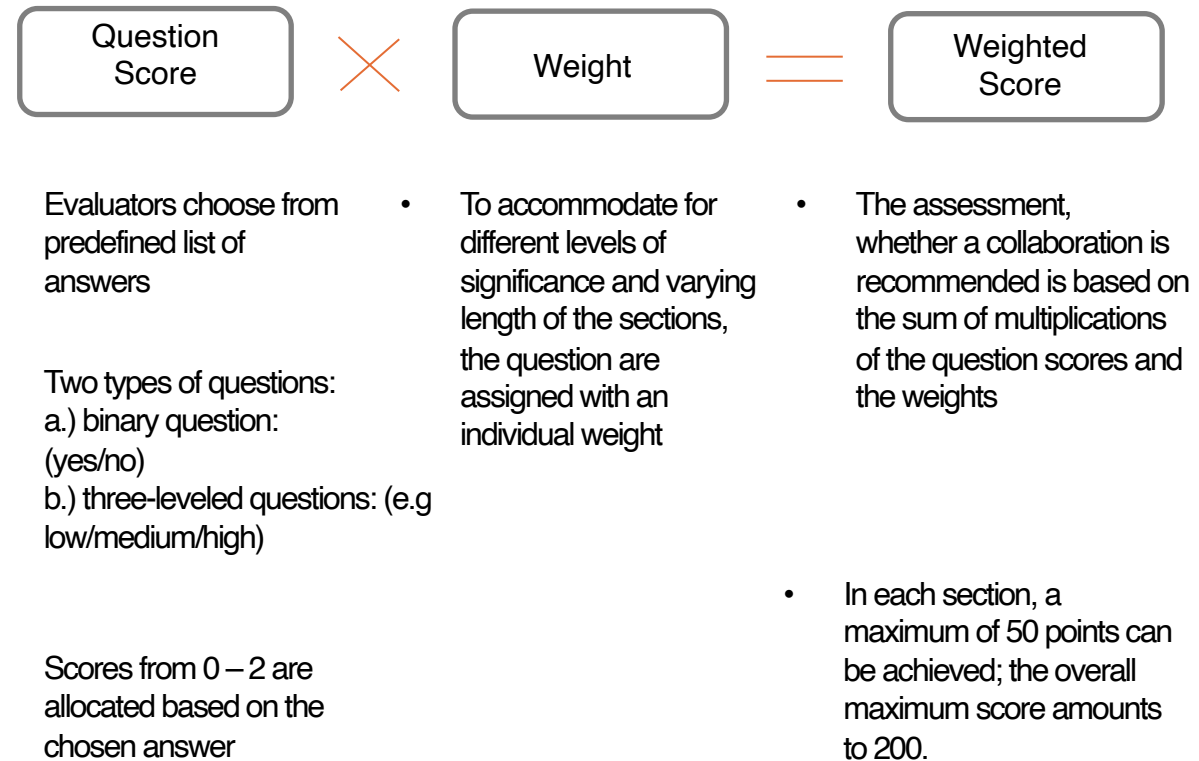 Question
Score
Weight
Weighted
Score
Evaluators choose from
predefined list of
answers
Two types of questions:
a.) binary question:
(yes/no)
b.) three-leveled questions: (e.g
low/medium/high)
Scores from 0 – 2 are
allocated based on the
chosen answer
• To accommodate for
different levels of
significance and varying
length of the sections,
the question are
assigned with an
individual weight
• The assessment,
whether a collaboration is
recommended is based on
the sum of multiplications
of the question scores and
the weights
• In each section, a
maximum of 50 points can
be achieved; the overall
maximum score amounts
to 200.